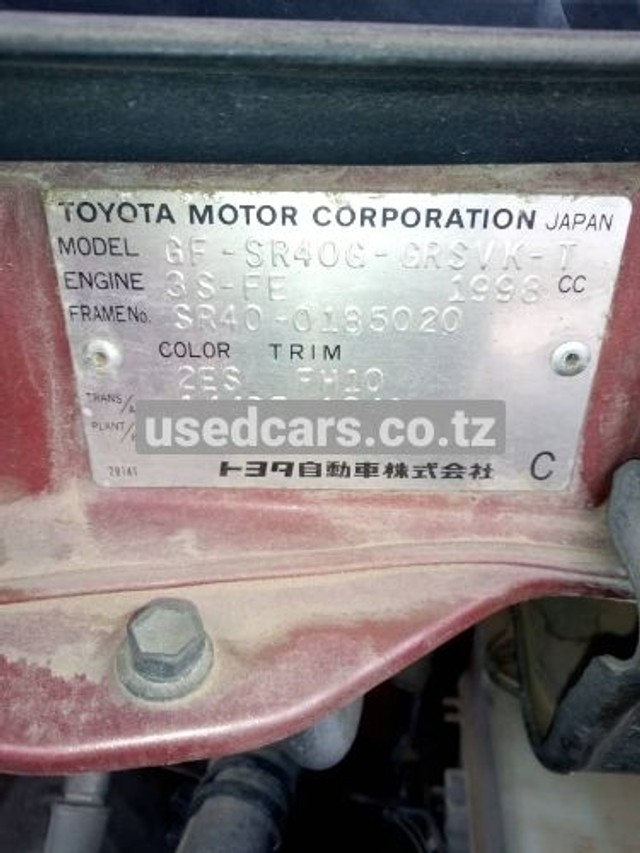 TOYOTA MOTOR CORPORATION JAPAN
MODEL GF-SR40G-GRSVK-T
ENGINE 3S-FE 1998 CC
FRAME No. SR40-0185020
COLOR TRIM
2ES FH10
TRANS/A
PLANT/
usedcars.co.tz
281A1 トヨタ自動車株式会社 C